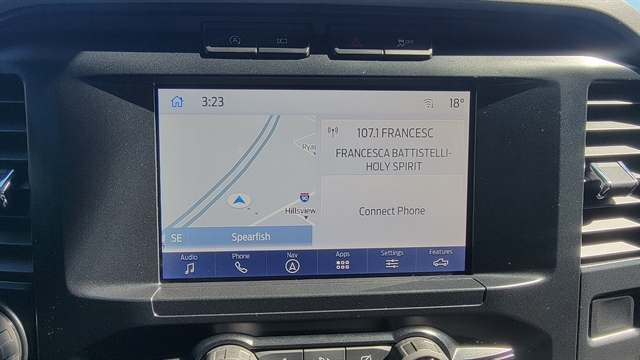 3:23
18°
Ryan
107.1 FRANCESC
FRANCESCA BATTISTELLI-
HOLY SPIRIT
90
Hillsview
Connect Phone
SE
Spearfish
Audio
Phone
Nav
Apps
Settings
Features
OFF